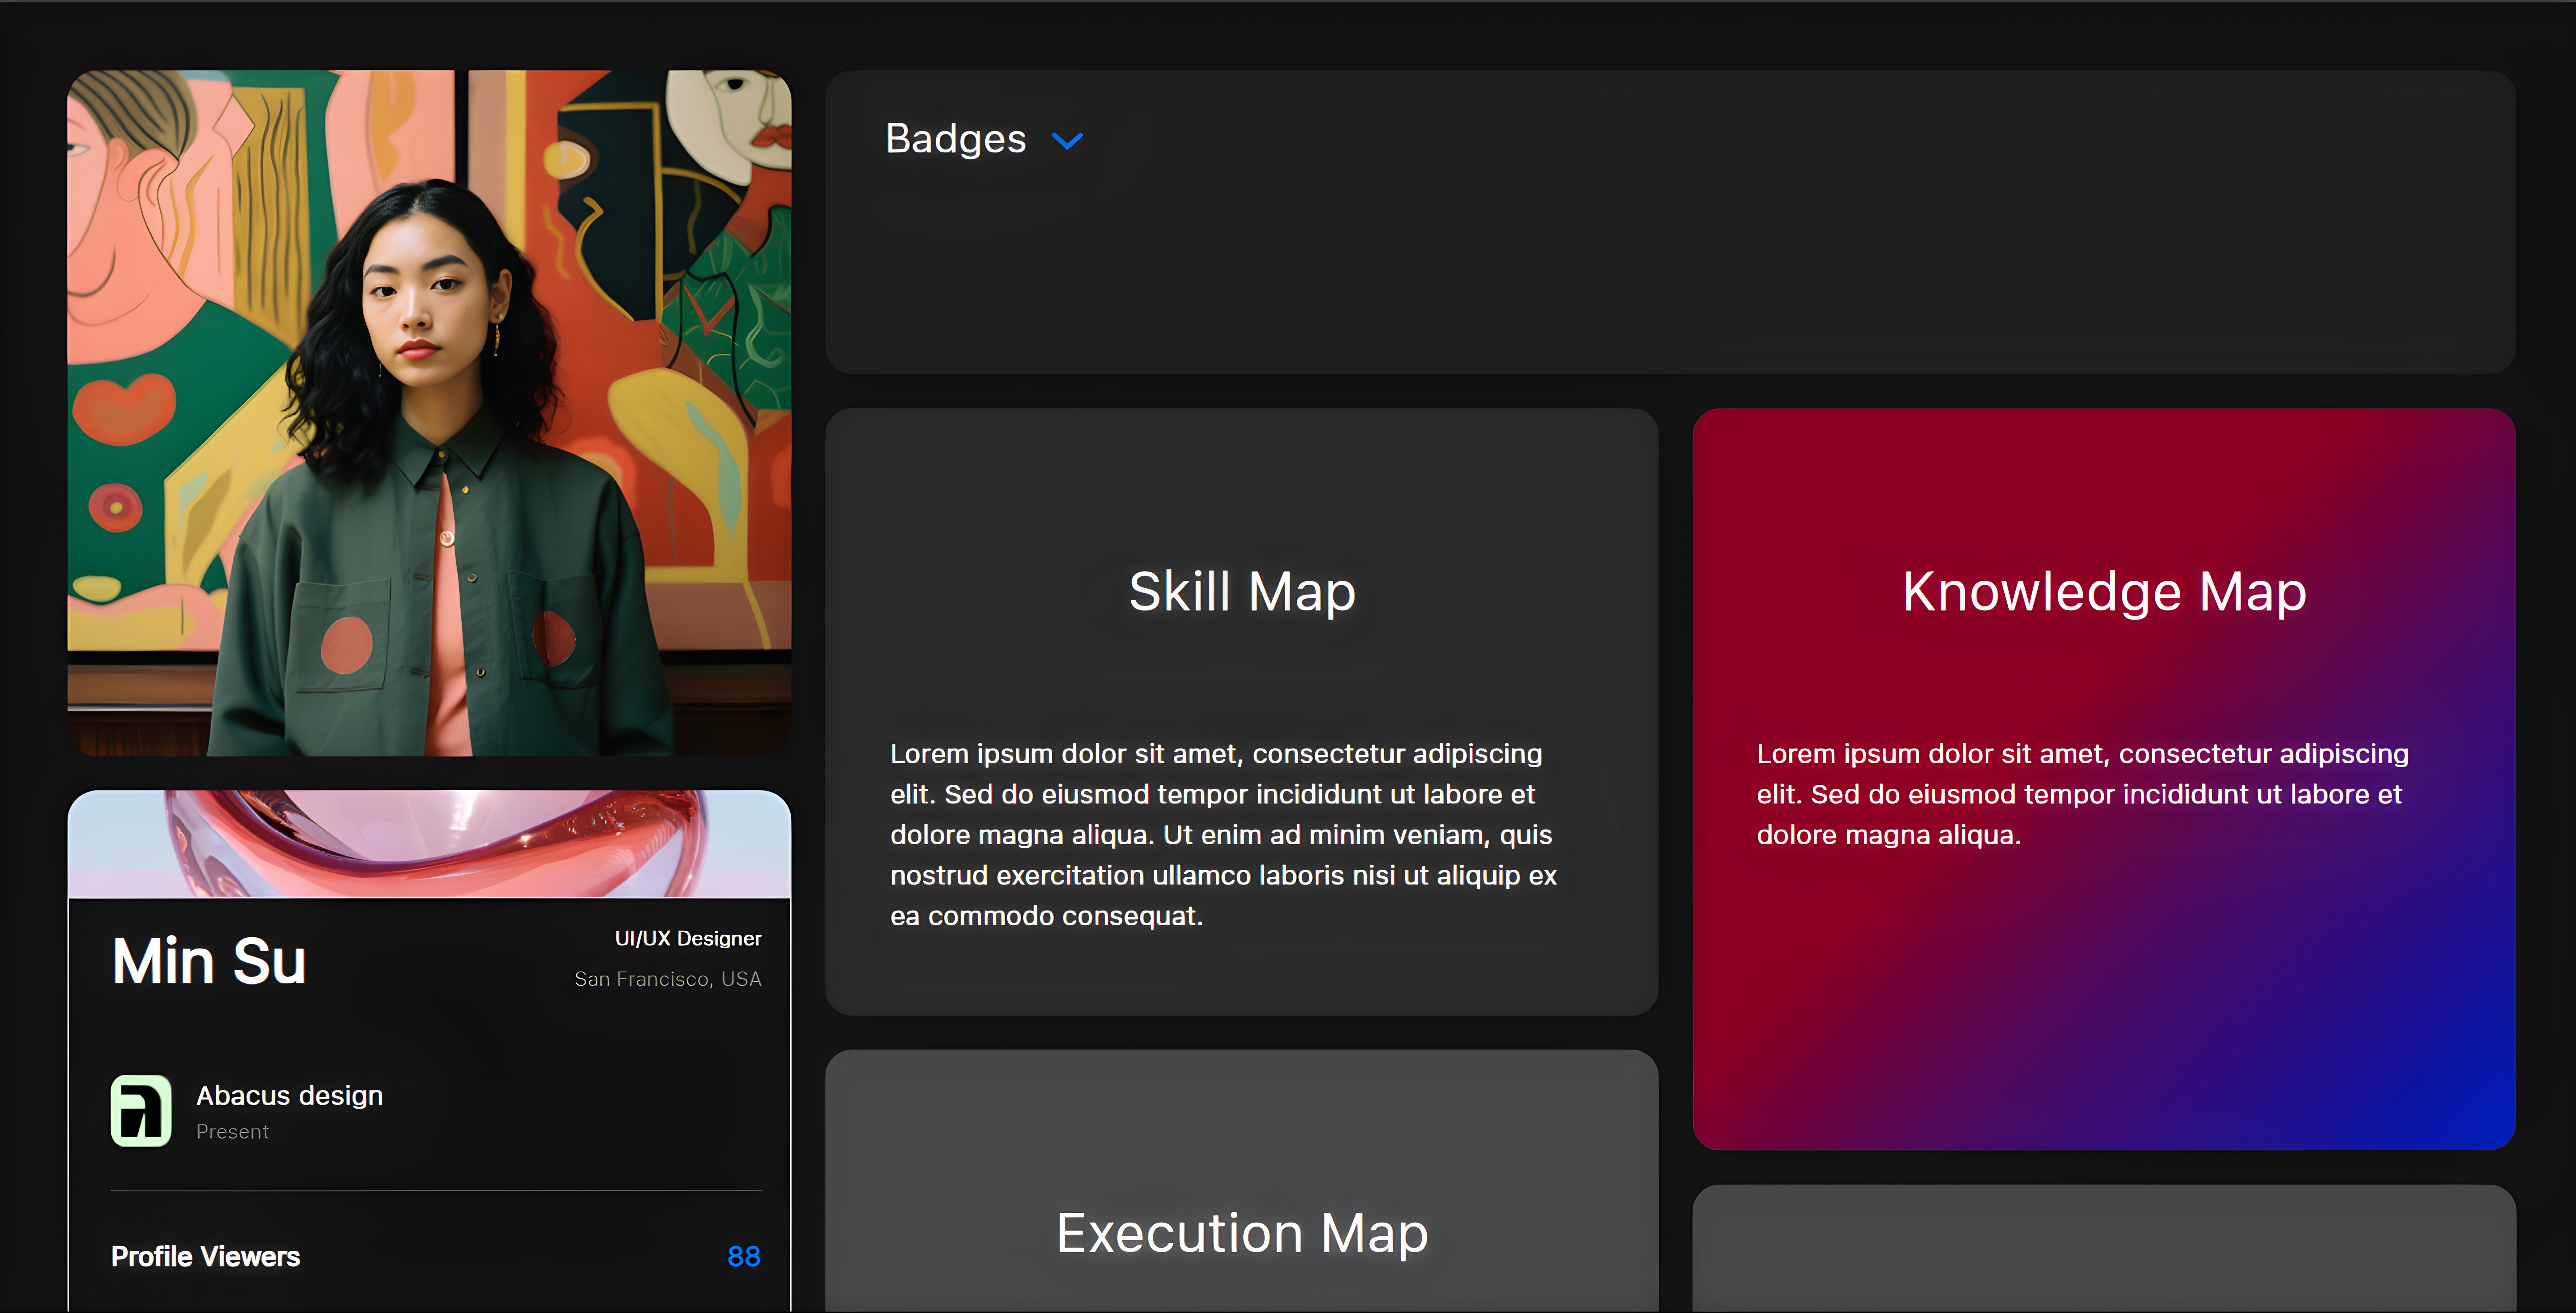 Badges
Skill Map
Lorem ipsum dolor sit amet, consectetur adipiscing
elit. Sed do eiusmod tempor incididunt ut labore et
dolore magna aliqua. Ut enim ad minim veniam, quis
nostrud exercitation ullamco laboris nisi ut aliquip ex
ea commodo consequat.
Knowledge Map
Lorem ipsum dolor sit amet, consectetur adipiscing
elit. Sed do eiusmod tempor incididunt ut labore et
dolore magna aliqua.
Min Su
UI/UX Designer
San Francisco, USA
a
Abacus design
Present
Profile Viewers
88
Execution Map